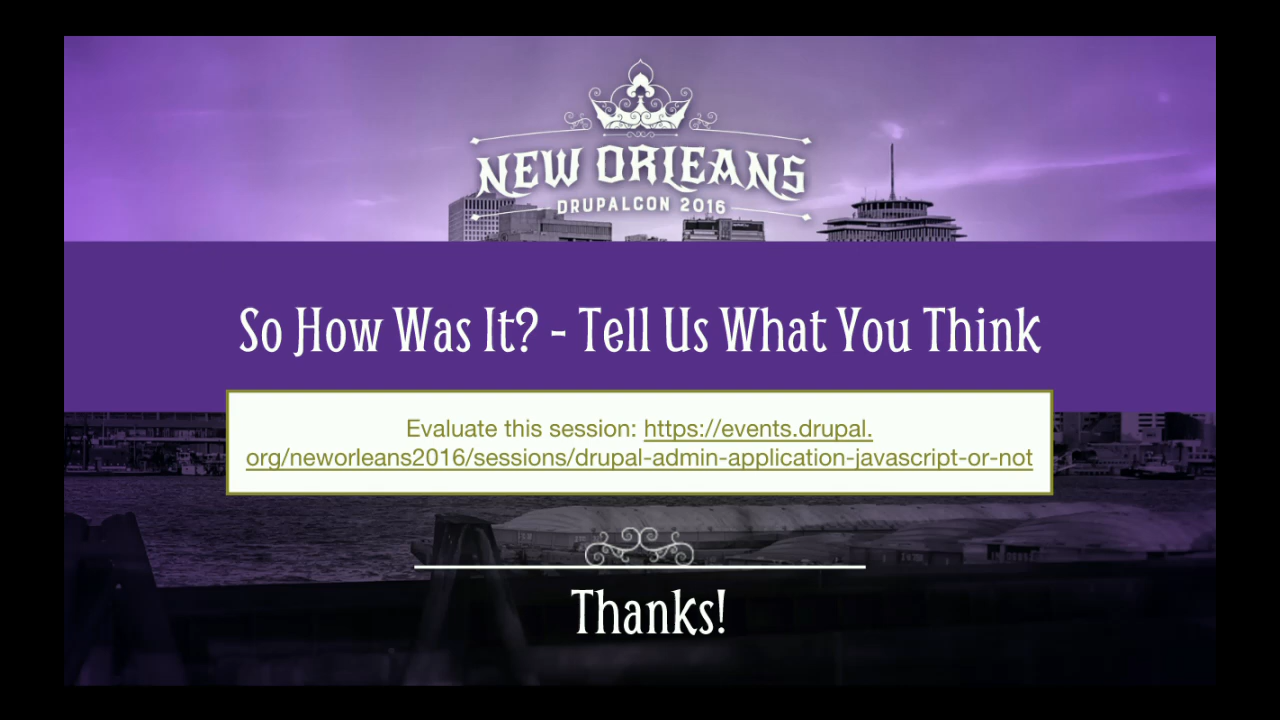 NEW ORLEANS
DRUPALCON 2016
So How Was It? - Tell Us What You Think
Evaluate this session: https://events.drupal.
org/neworleans2016/sessions/drupal-admin-application-javascript-or-not
Thanks!